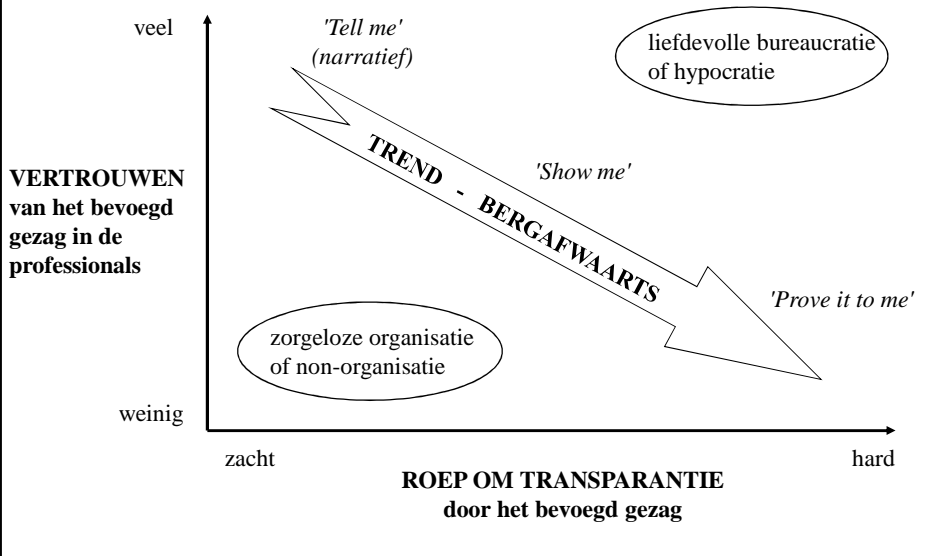 veel
'Tell me'
(narratief)
liefdevolle bureaucratie
of hypocratie
TREND - BERGAFWAARTS
'Show me'
VERTROUWEN
van het bevoegd
gezag in de
professionals
'Prove it to me'
zorgeloze organisatie
of non-organisatie
weinig
zacht
hard
ROEP OM TRANSPARANTIE
door het bevoegd gezag